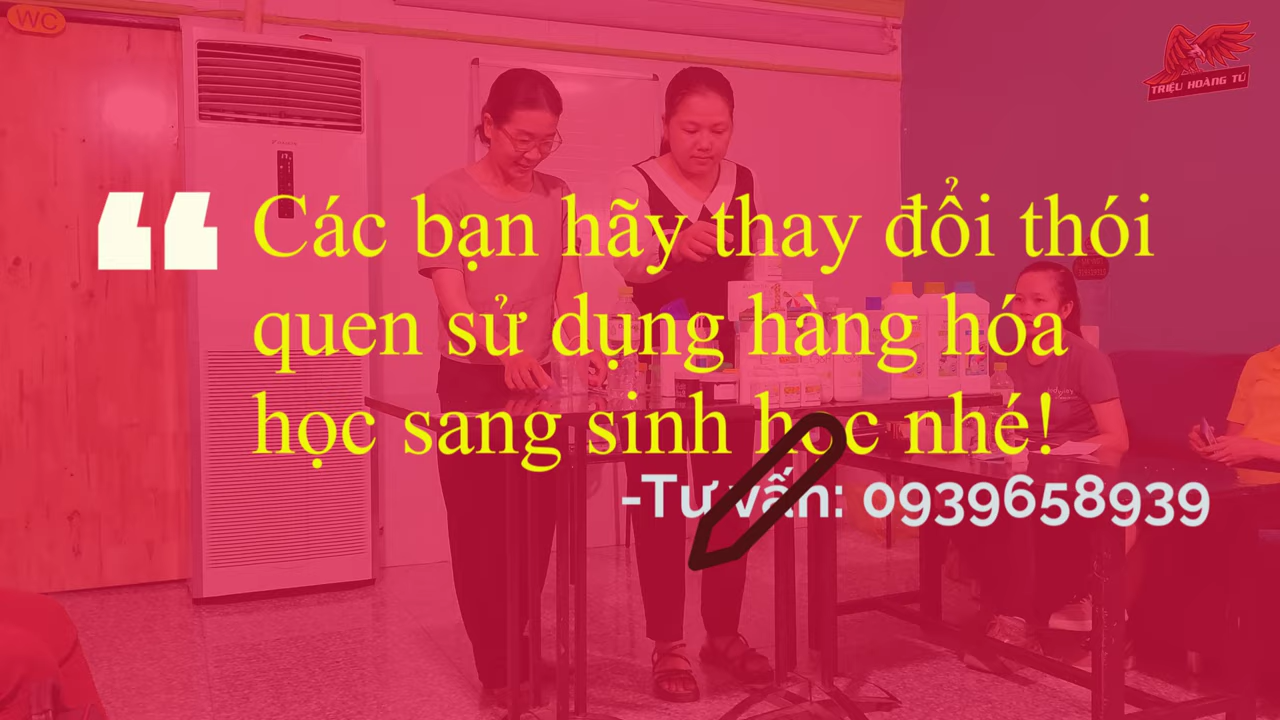 WC
TRIỆU HOÀNG TÚ
Các bạn hãy thay đổi thói
quen sử dụng hàng hóa
học sang sinh học nhé!
-Tư vấn: 0939658939